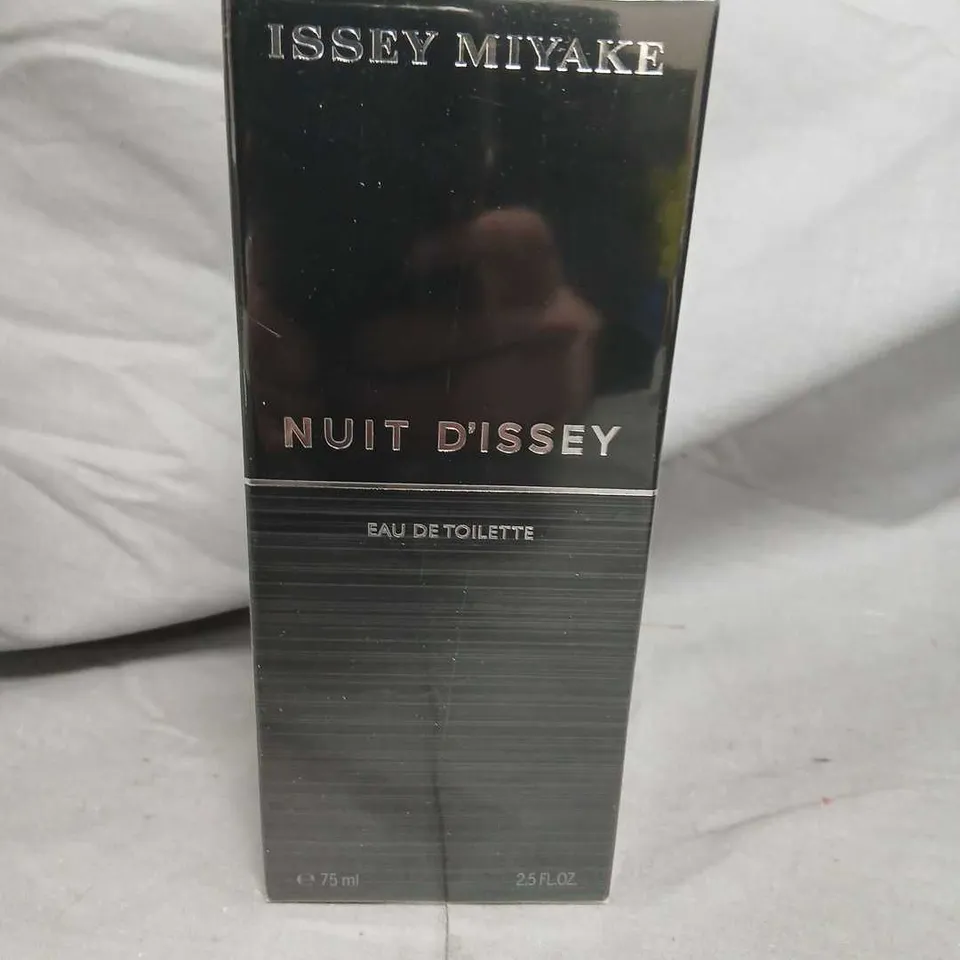 ISSEY MIYAKE
NUIT D'ISSEY
EAU DE TOILETTE
℮ 75 ml 2.5 FL.OZ.